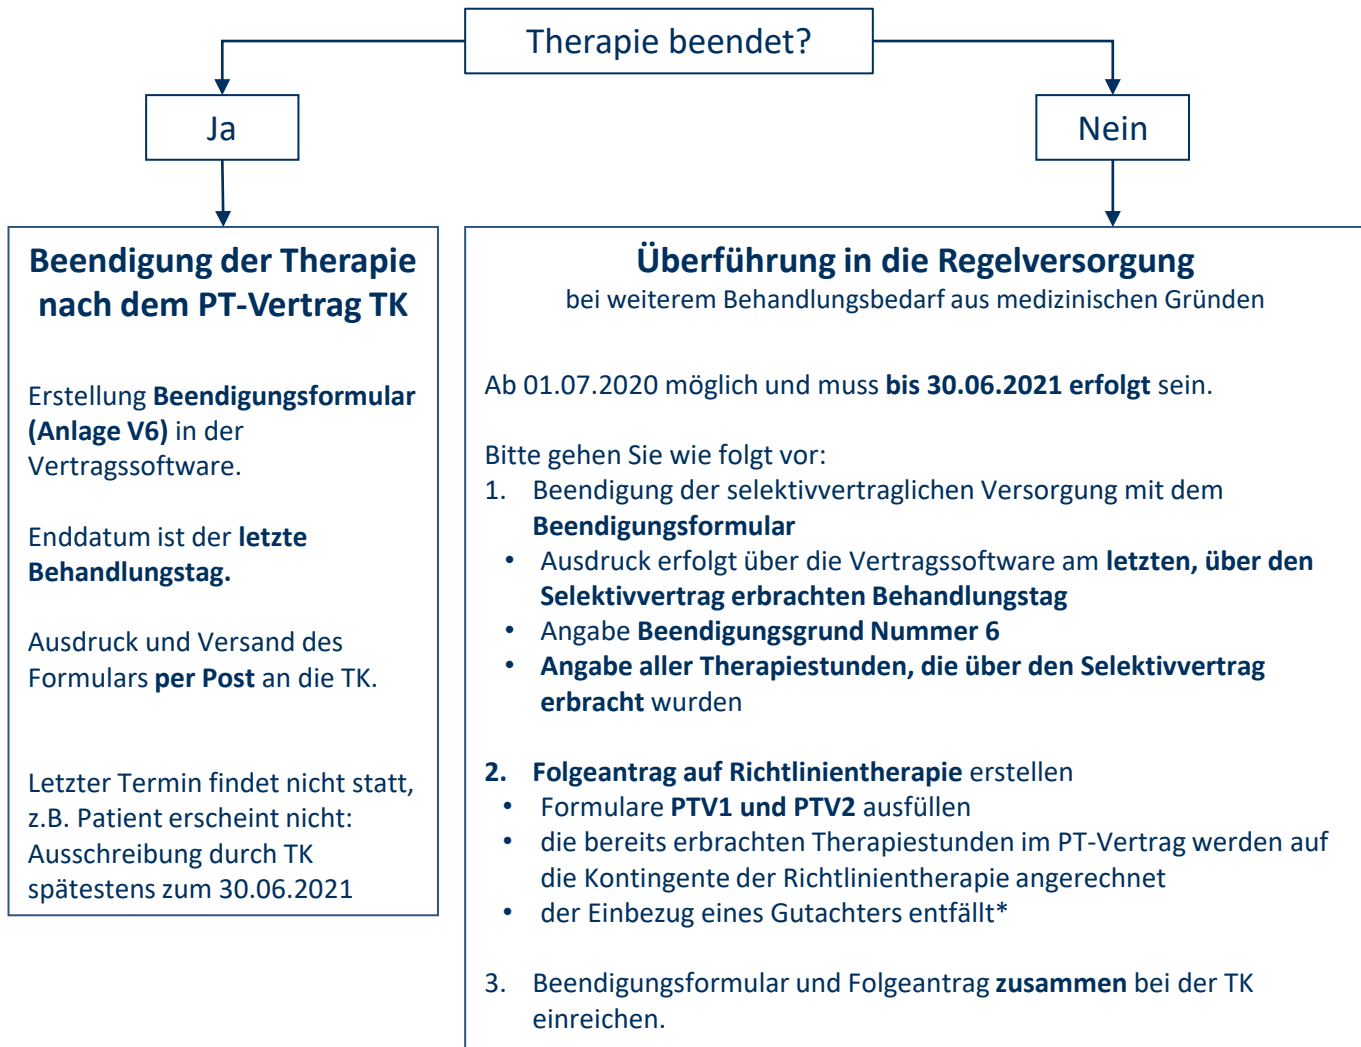 Therapie beendet?
Ja
Nein
Beendigung der Therapie
nach dem PT-Vertrag TK
Erstellung Beendigungsformular
(Anlage V6) in der
Vertragssoftware.
Enddatum ist der letzte
Behandlungstag.
Ausdruck und Versand des
Formulars per Post an die TK.
Letzter Termin findet nicht statt,
z.B. Patient erscheint nicht:
Ausschreibung durch TK
spätestens zum 30.06.2021
Überführung in die Regelversorgung
bei weiterem Behandlungsbedarf aus medizinischen Gründen
Ab 01.07.2020 möglich und muss bis 30.06.2021 erfolgt sein.
Bitte gehen Sie wie folgt vor:
1. Beendigung der selektivvertraglichen Versorgung mit dem
Beendigungsformular
• Ausdruck erfolgt über die Vertragssoftware am letzten, über den
Selektivvertrag erbrachten Behandlungstag
• Angabe Beendigungsgrund Nummer 6
• Angabe aller Therapiestunden, die über den Selektivvertrag
erbracht wurden
2. Folgeantrag auf Richtlinientherapie erstellen
• Formulare PTV1 und PTV2 ausfüllen
• die bereits erbrachten Therapiestunden im PT-Vertrag werden auf
die Kontingente der Richtlinientherapie angerechnet
• der Einbezug eines Gutachters entfällt*
3. Beendigungsformular und Folgeantrag zusammen bei der TK
einreichen.